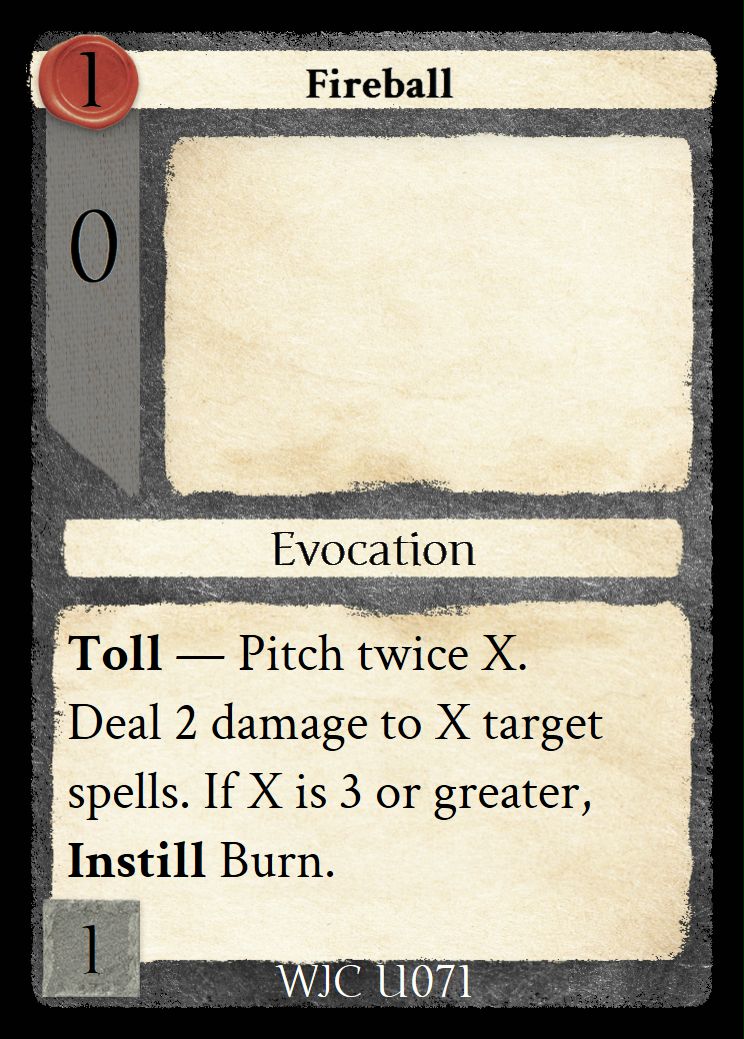 1
Fireball
0
Evocation
Toll — Pitch twice X.
Deal 2 damage to X target
spells. If X is 3 or greater,
Instill Burn.
1
WJC U071